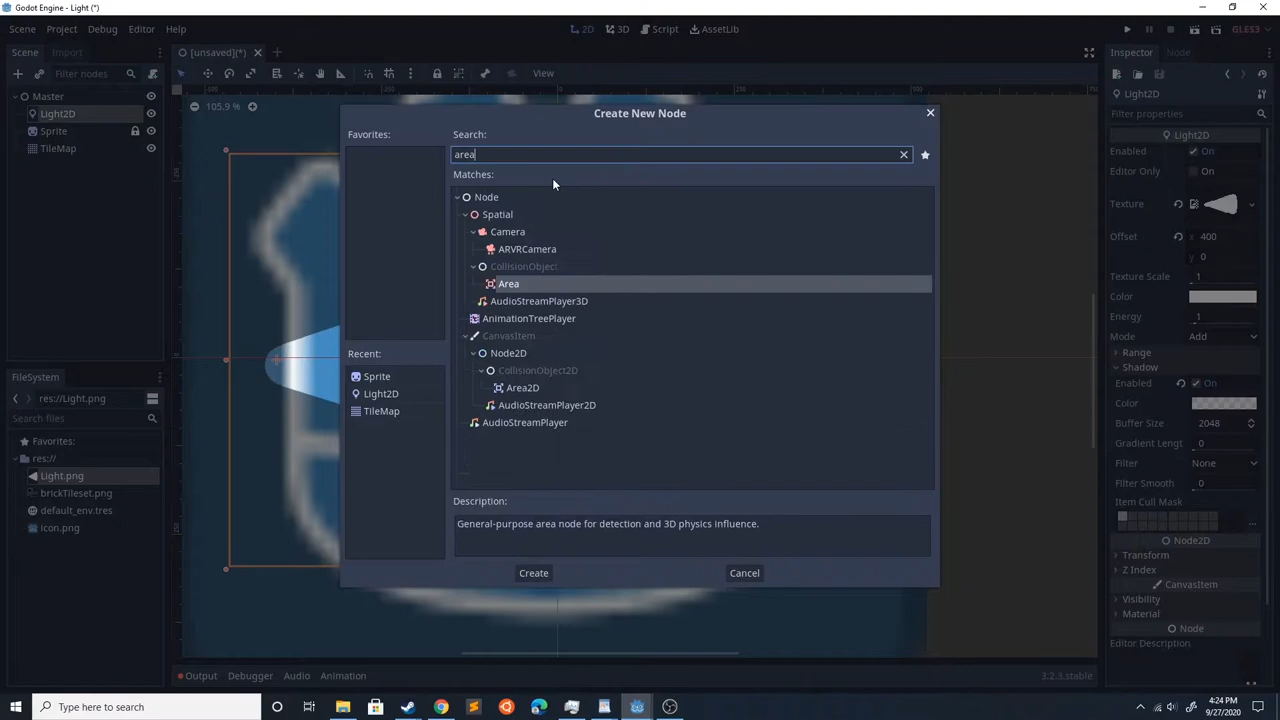 Godot Engine - Light (*)
Scene Project Debug Editor Help
2D 3D Script AssetLib
GLES3
Scene Import
[unsaved](*)
Inspector Node
Filter nodes
View
Master
Light2D
Sprite
TileMap
105.9 %
-250
0
750
Create New Node
Favorites:
Search:
area
Matches:
Node
Spatial
Camera
ARVRCamera
CollisionObject
Area
AudioStreamPlayer3D
AnimationTreePlayer
CanvasItem
Node2D
CollisionObject2D
Area2D
AudioStreamPlayer2D
AudioStreamPlayer
Recent:
Sprite
Light2D
TileMap
Description:
General-purpose area node for detection and 3D physics influence.
Create Cancel
Light2D
Filter properties
Light2D
Enabled On
Editor Only On
Texture
Offset x 400
y 0
Texture Scale 1
Color
Energy 1
Mode Add
Range
Shadow
Enabled On
Color
Buffer Size 2048
Gradient Lengt 0
Filter None
Filter Smooth 0
Item Cull Mask
...
Node2D
Transform
Z Index
CanvasItem
Visibility
Material
Node
Editor Description
FileSystem
res://Light.png
Search files
Favorites:
res://
Light.png
brickTileset.png
default_env.tres
icon.png
Output Debugger Audio Animation
3.2.3.stable
Type here to search
4:24 PM
9/27/2020